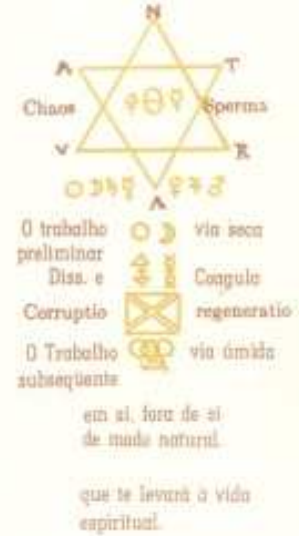 N
A T
Chaos Sperma
V R
A
O trabalho via seca
preliminar
Diss. e Coagula
Corruptio regeneratio
O Trabalho via úmida
subseqüente
em si, fora de si
de modo natural.
que te levará à vida
espiritual.